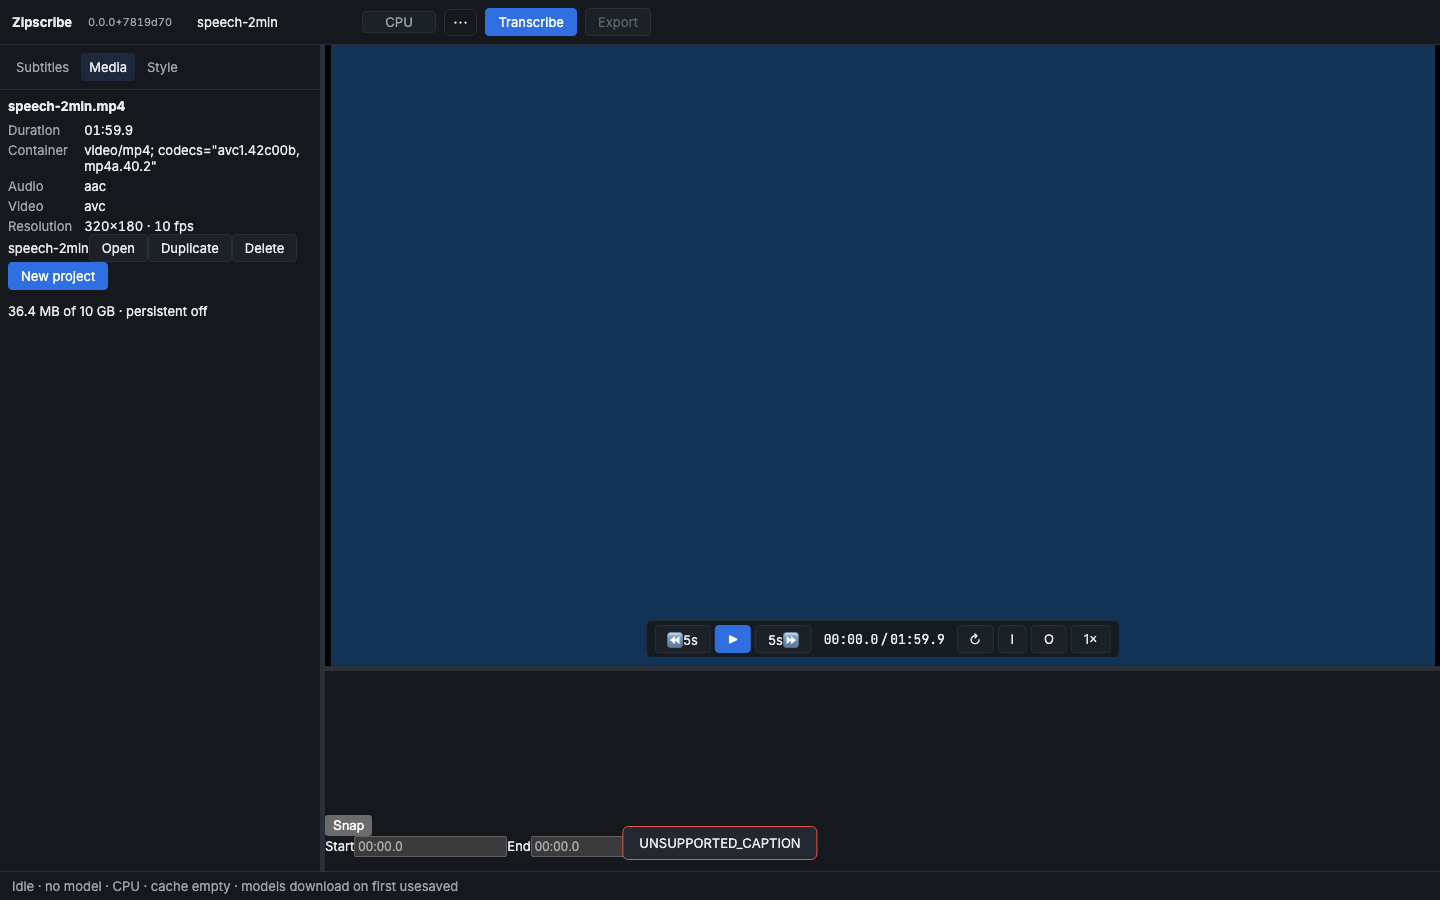 Zipscribe 0.0.0+7819d70 speech-2min CPU ··· Transcribe Export
Subtitles Media Style
speech-2min.mp4
Duration 01:59.9
Container video/mp4; codecs="avc1.42c00b,
mp4a.40.2"
Audio aac
Video avc
Resolution 320×180 · 10 fps
speech-2min Open Duplicate Delete
New project
36.4 MB of 10 GB · persistent off
⏪5s ▶ 5s⏩ 00:00.0/01:59.9 ↻ I O 1×
Snap
Start 00:00.0 End 00:00.0 UNSUPPORTED_CAPTION
Idle · no model · CPU · cache empty · models download on first usesaved